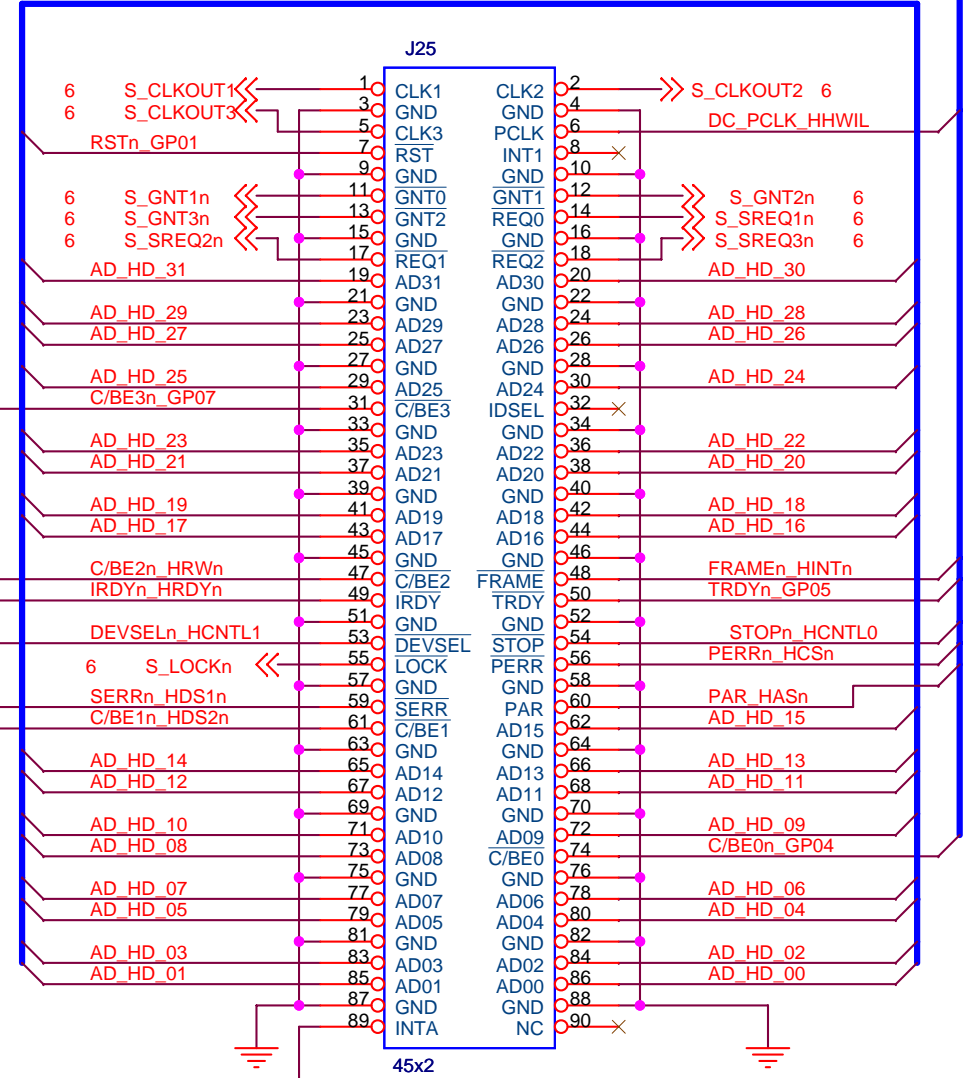 J25
6 S_CLKOUT1 1 CLK1 CLK2 2 S_CLKOUT2 6
6 S_CLKOUT3 3 GND GND 4
5 CLK3 PCLK 6 DC_PCLK_HHWIL
RSTn_GP01 7 RST INT1 8
9 GND GND 10
6 S_GNT1n 11 GNT0 GNT1 12 S_GNT2n 6
6 S_GNT3n 13 GNT2 REQ0 14 S_SREQ1n 6
6 S_SREQ2n 15 GND GND 16 S_SREQ3n 6
17 REQ1 REQ2 18
AD_HD_31 19 AD31 AD30 20 AD_HD_30
21 GND GND 22
AD_HD_29 23 AD29 AD28 24 AD_HD_28
AD_HD_27 25 AD27 AD26 26 AD_HD_26
27 GND GND 28
AD_HD_25 29 AD25 AD24 30 AD_HD_24
C/BE3n_GP07 31 C/BE3 IDSEL 32
33 GND GND 34
AD_HD_23 35 AD23 AD22 36 AD_HD_22
AD_HD_21 37 AD21 AD20 38 AD_HD_20
39 GND GND 40
AD_HD_19 41 AD19 AD18 42 AD_HD_18
AD_HD_17 43 AD17 AD16 44 AD_HD_16
45 GND GND 46
C/BE2n_HRWn 47 C/BE2 FRAME 48 FRAMEn_HINTn
IRDYn_HRDYn 49 IRDY TRDY 50 TRDYn_GP05
51 GND GND 52
DEVSELn_HCNTL1 53 DEVSEL STOP 54 STOPn_HCNTL0
6 S_LOCKn 55 LOCK PERR 56 PERRn_HCSn
57 GND GND 58
SERRn_HDS1n 59 SERR PAR 60 PAR_HASn
C/BE1n_HDS2n 61 C/BE1 AD15 62 AD_HD_15
63 GND GND 64
AD_HD_14 65 AD14 AD13 66 AD_HD_13
AD_HD_12 67 AD12 AD11 68 AD_HD_11
69 GND GND 70
AD_HD_10 71 AD10 AD09 72 AD_HD_09
AD_HD_08 73 AD08 C/BE0 74 C/BE0n_GP04
75 GND GND 76
AD_HD_07 77 AD07 AD06 78 AD_HD_06
AD_HD_05 79 AD05 AD04 80 AD_HD_04
81 GND GND 82
AD_HD_03 83 AD03 AD02 84 AD_HD_02
AD_HD_01 85 AD01 AD00 86 AD_HD_00
87 GND GND 88
89 INTA NC 90
45x2